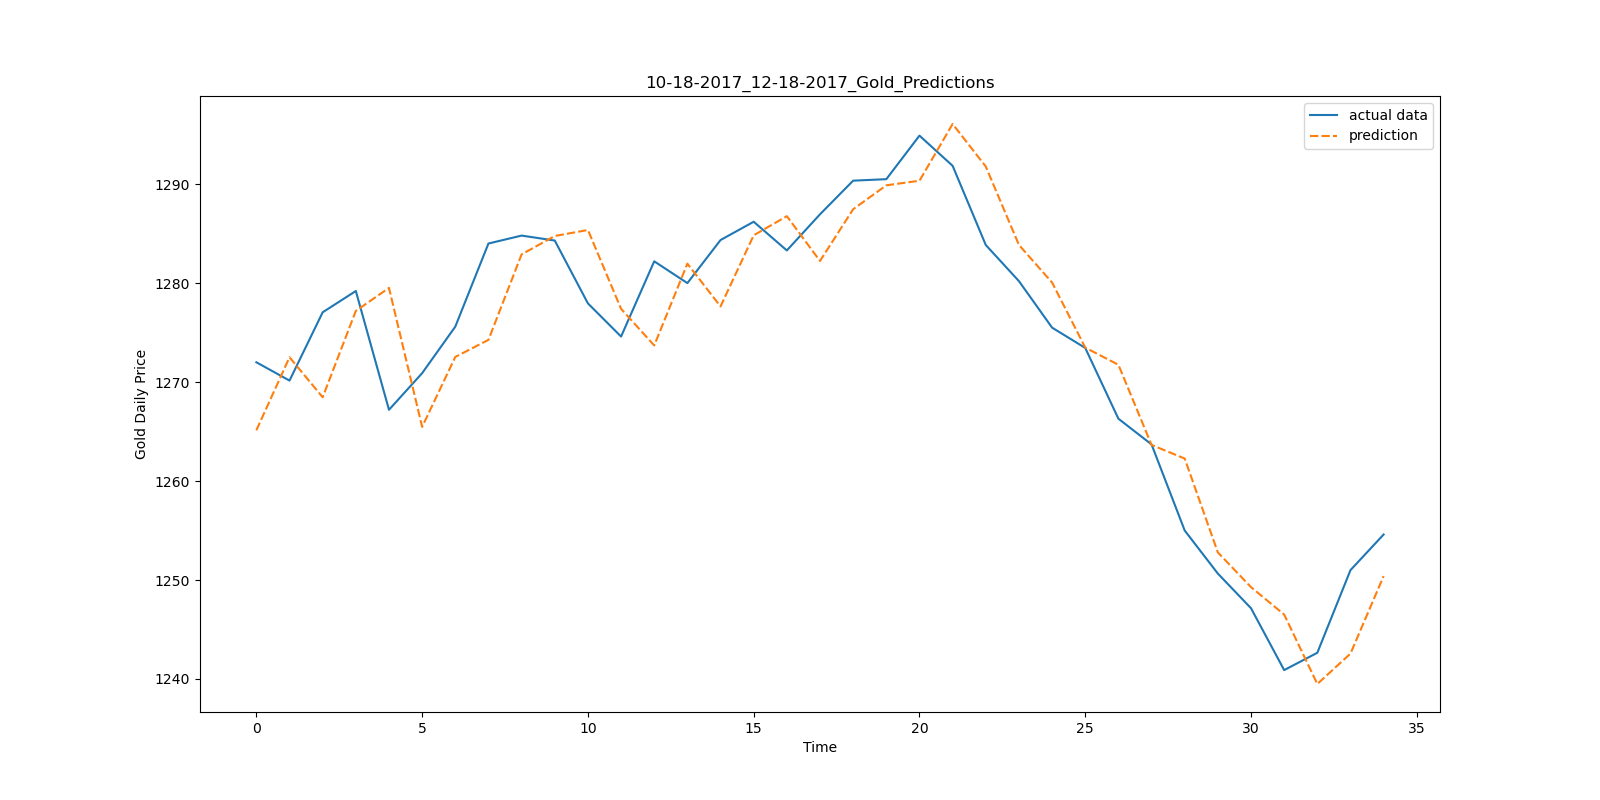 10-18-2017_12-18-2017_Gold_Predictions
actual data
prediction
Gold Daily Price
1290
1280
1270
1260
1250
1240
0 5 10 15 20 25 30 35
Time